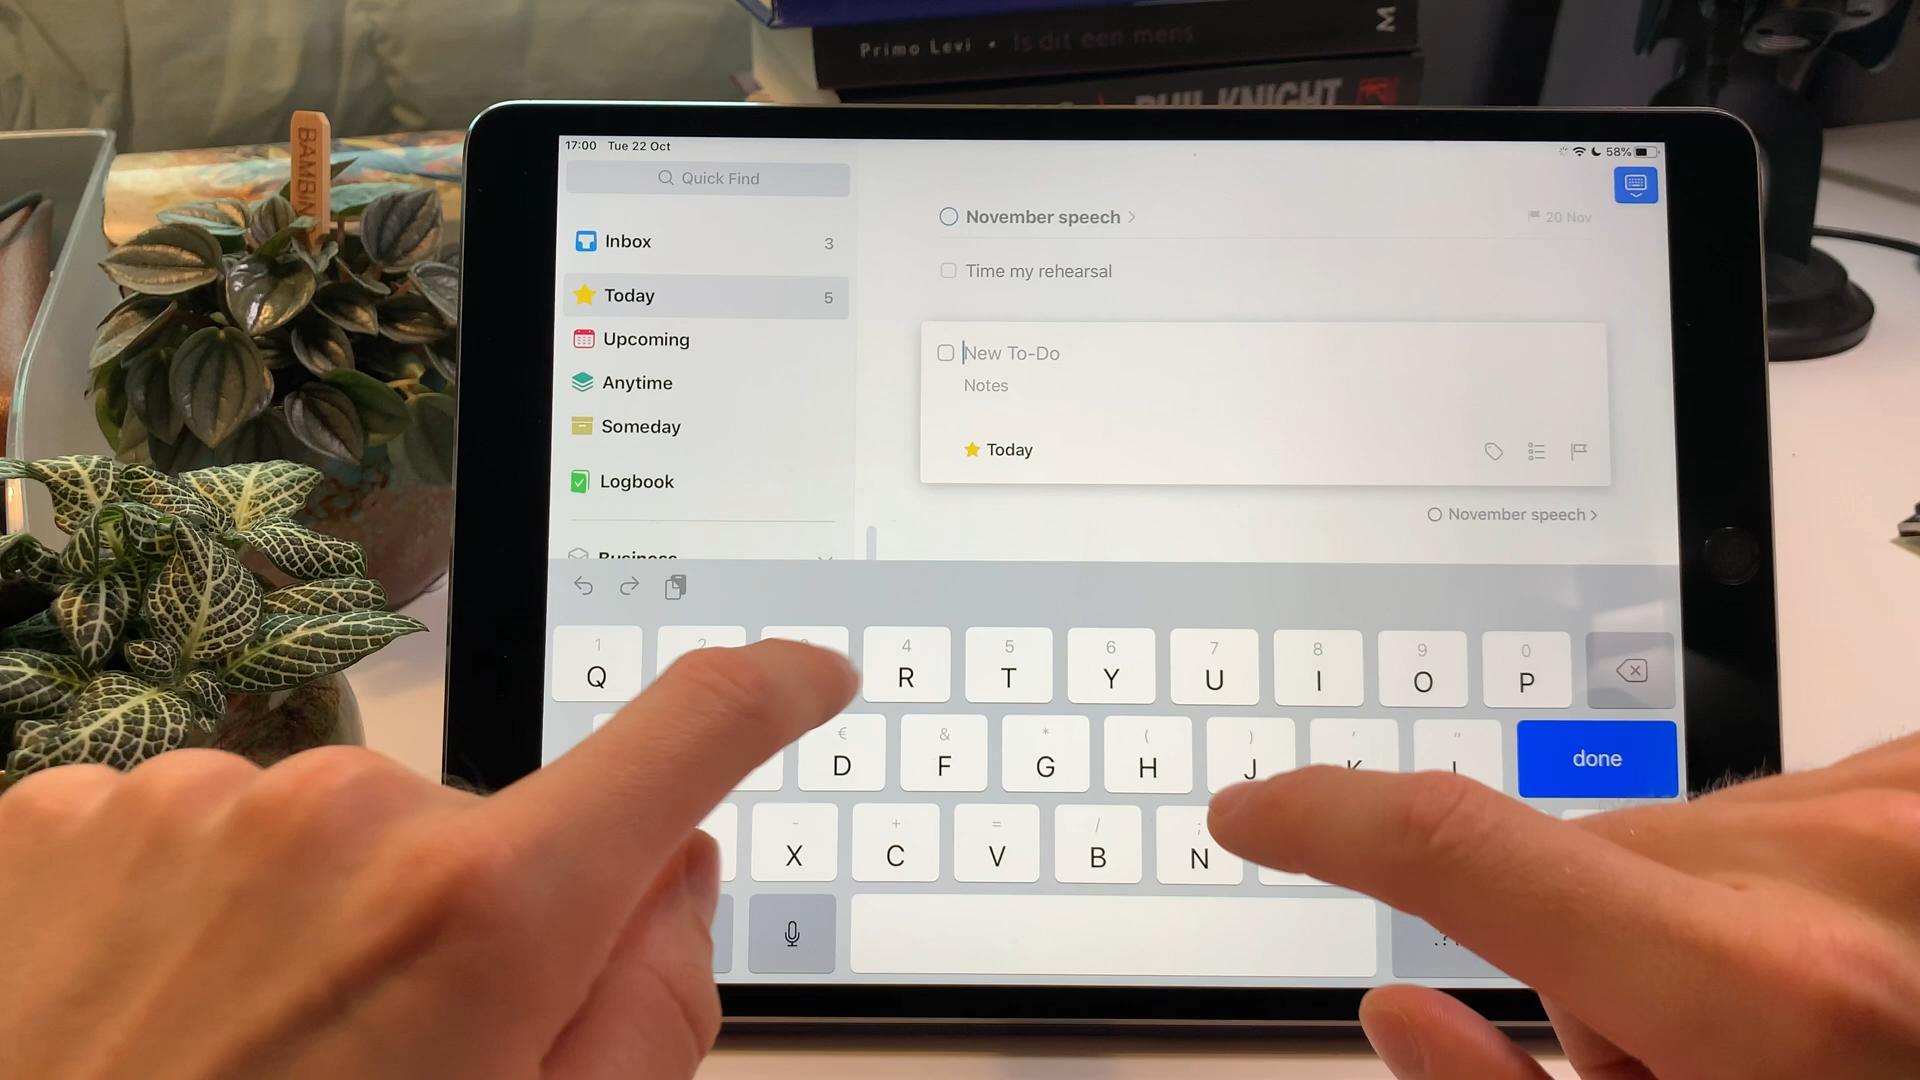 Primo Levi • Is dit een mens
M
PHIL KNIGHT
BAMBIN
17:00 Tue 22 Oct
58%
Quick Find
Inbox 3
Today 5
Upcoming
Anytime
Someday
Logbook
Business
November speech >
20 Nov
Time my rehearsal
New To-Do
Notes
Today
November speech >
1 2 4 5 6 7 8 9 0
Q R T Y U I O P
€ & * ( ) ' "
D F G H J K L
done
- + = / ;
X C V B N
.?